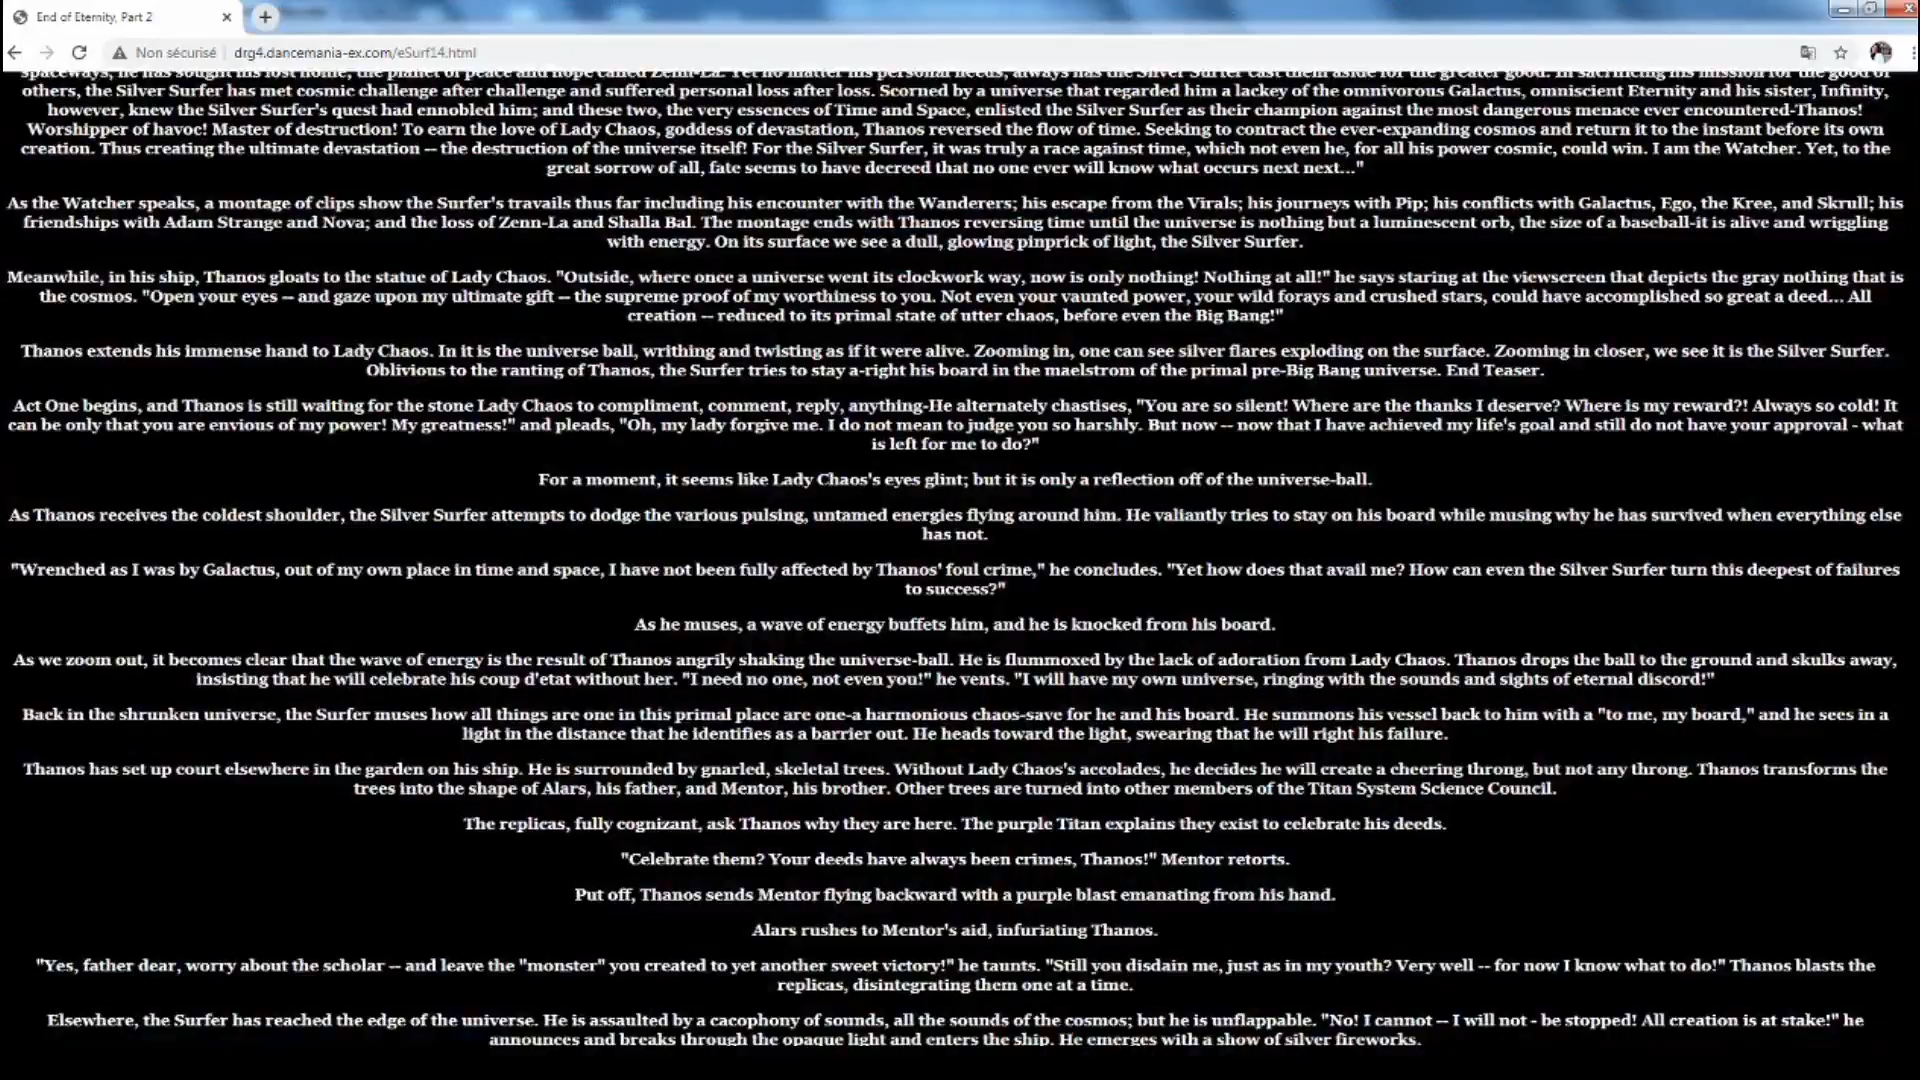 End of Eternity, Part 2
Non sécurisé
drg4.dancemania-ex.com/eSurf14.html
spaceways, he has sought his lost home, the planet of peace and hope called Zenn-La. Yet no matter his personal needs, always has the Silver Surfer cast them aside for the greater good. In sacrificing his mission for the good of
others, the Silver Surfer has met cosmic challenge after challenge and suffered personal loss after loss. Scorned by a universe that regarded him a lackey of the omnivorous Galactus, omniscient Eternity and his sister, Infinity,
however, knew the Silver Surfer's quest had ennobled him; and these two, the very essences of Time and Space, enlisted the Silver Surfer as their champion against the most dangerous menace ever encountered-Thanos!
Worshipper of havoc! Master of destruction! To earn the love of Lady Chaos, goddess of devastation, Thanos reversed the flow of time. Seeking to contract the ever-expanding cosmos and return it to the instant before its own
creation. Thus creating the ultimate devastation -- the destruction of the universe itself! For the Silver Surfer, it was truly a race against time, which not even he, for all his power cosmic, could win. I am the Watcher. Yet, to the
great sorrow of all, fate seems to have decreed that no one ever will know what occurs next next..."
As the Watcher speaks, a montage of clips show the Surfer's travails thus far including his encounter with the Wanderers; his escape from the Virals; his journeys with Pip; his conflicts with Galactus, Ego, the Kree, and Skrull; his
friendships with Adam Strange and Nova; and the loss of Zenn-La and Shalla Bal. The montage ends with Thanos reversing time until the universe is nothing but a luminescent orb, the size of a baseball-it is alive and wriggling
with energy. On its surface we see a dull, glowing pinprick of light, the Silver Surfer.
Meanwhile, in his ship, Thanos gloats to the statue of Lady Chaos. "Outside, where once a universe went its clockwork way, now is only nothing! Nothing at all!" he says staring at the viewscreen that depicts the gray nothing that is
the cosmos. "Open your eyes -- and gaze upon my ultimate gift -- the supreme proof of my worthiness to you. Not even your vaunted power, your wild forays and crushed stars, could have accomplished so great a deed... All
creation -- reduced to its primal state of utter chaos, before even the Big Bang!"
Thanos extends his immense hand to Lady Chaos. In it is the universe ball, writhing and twisting as if it were alive. Zooming in, one can see silver flares exploding on the surface. Zooming in closer, we see it is the Silver Surfer.
Oblivious to the ranting of Thanos, the Surfer tries to stay a-right his board in the maelstrom of the primal pre-Big Bang universe. End Teaser.
Act One begins, and Thanos is still waiting for the stone Lady Chaos to compliment, comment, reply, anything-He alternately chastises, "You are so silent! Where are the thanks I deserve? Where is my reward?! Always so cold! It
can be only that you are envious of my power! My greatness!" and pleads, "Oh, my lady forgive me. I do not mean to judge you so harshly. But now -- now that I have achieved my life's goal and still do not have your approval - what
is left for me to do?"
For a moment, it seems like Lady Chaos's eyes glint; but it is only a reflection off of the universe-ball.
As Thanos receives the coldest shoulder, the Silver Surfer attempts to dodge the various pulsing, untamed energies flying around him. He valiantly tries to stay on his board while musing why he has survived when everything else
has not.
"Wrenched as I was by Galactus, out of my own place in time and space, I have not been fully affected by Thanos' foul crime," he concludes. "Yet how does that avail me? How can even the Silver Surfer turn this deepest of failures
to success?"
As he muses, a wave of energy buffets him, and he is knocked from his board.
As we zoom out, it becomes clear that the wave of energy is the result of Thanos angrily shaking the universe-ball. He is flummoxed by the lack of adoration from Lady Chaos. Thanos drops the ball to the ground and skulks away,
insisting that he will celebrate his coup d'etat without her. "I need no one, not even you!" he vents. "I will have my own universe, ringing with the sounds and sights of eternal discord!"
Back in the shrunken universe, the Surfer muses how all things are one in this primal place are one-a harmonious chaos-save for he and his board. He summons his vessel back to him with a "to me, my board," and he sees in a
light in the distance that he identifies as a barrier out. He heads toward the light, swearing that he will right his failure.
Thanos has set up court elsewhere in the garden on his ship. He is surrounded by gnarled, skeletal trees. Without Lady Chaos's accolades, he decides he will create a cheering throng, but not any throng. Thanos transforms the
trees into the shape of Alars, his father, and Mentor, his brother. Other trees are turned into other members of the Titan System Science Council.
The replicas, fully cognizant, ask Thanos why they are here. The purple Titan explains they exist to celebrate his deeds.
"Celebrate them? Your deeds have always been crimes, Thanos!" Mentor retorts.
Put off, Thanos sends Mentor flying backward with a purple blast emanating from his hand.
Alars rushes to Mentor's aid, infuriating Thanos.
"Yes, father dear, worry about the scholar -- and leave the "monster" you created to yet another sweet victory!" he taunts. "Still you disdain me, just as in my youth? Very well -- for now I know what to do!" Thanos blasts the
replicas, disintegrating them one at a time.
Elsewhere, the Surfer has reached the edge of the universe. He is assaulted by a cacophony of sounds, all the sounds of the cosmos; but he is unflappable. "No! I cannot -- I will not - be stopped! All creation is at stake!" he
announces and breaks through the opaque light and enters the ship. He emerges with a show of silver fireworks.